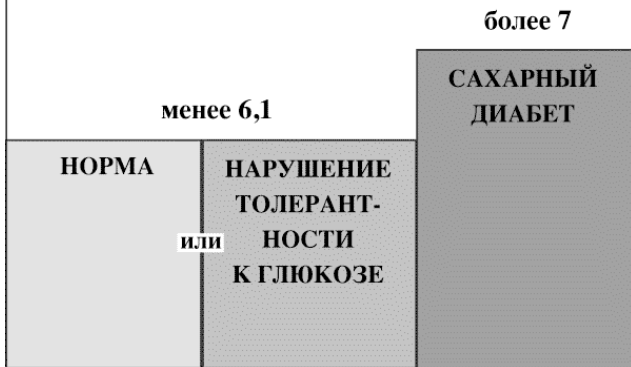 более 7
менее 6,1
САХАРНЫЙ
ДИАБЕТ
НОРМА
или
НАРУШЕНИЕ
ТОЛЕРАНТ-
НОСТИ
К ГЛЮКОЗЕ